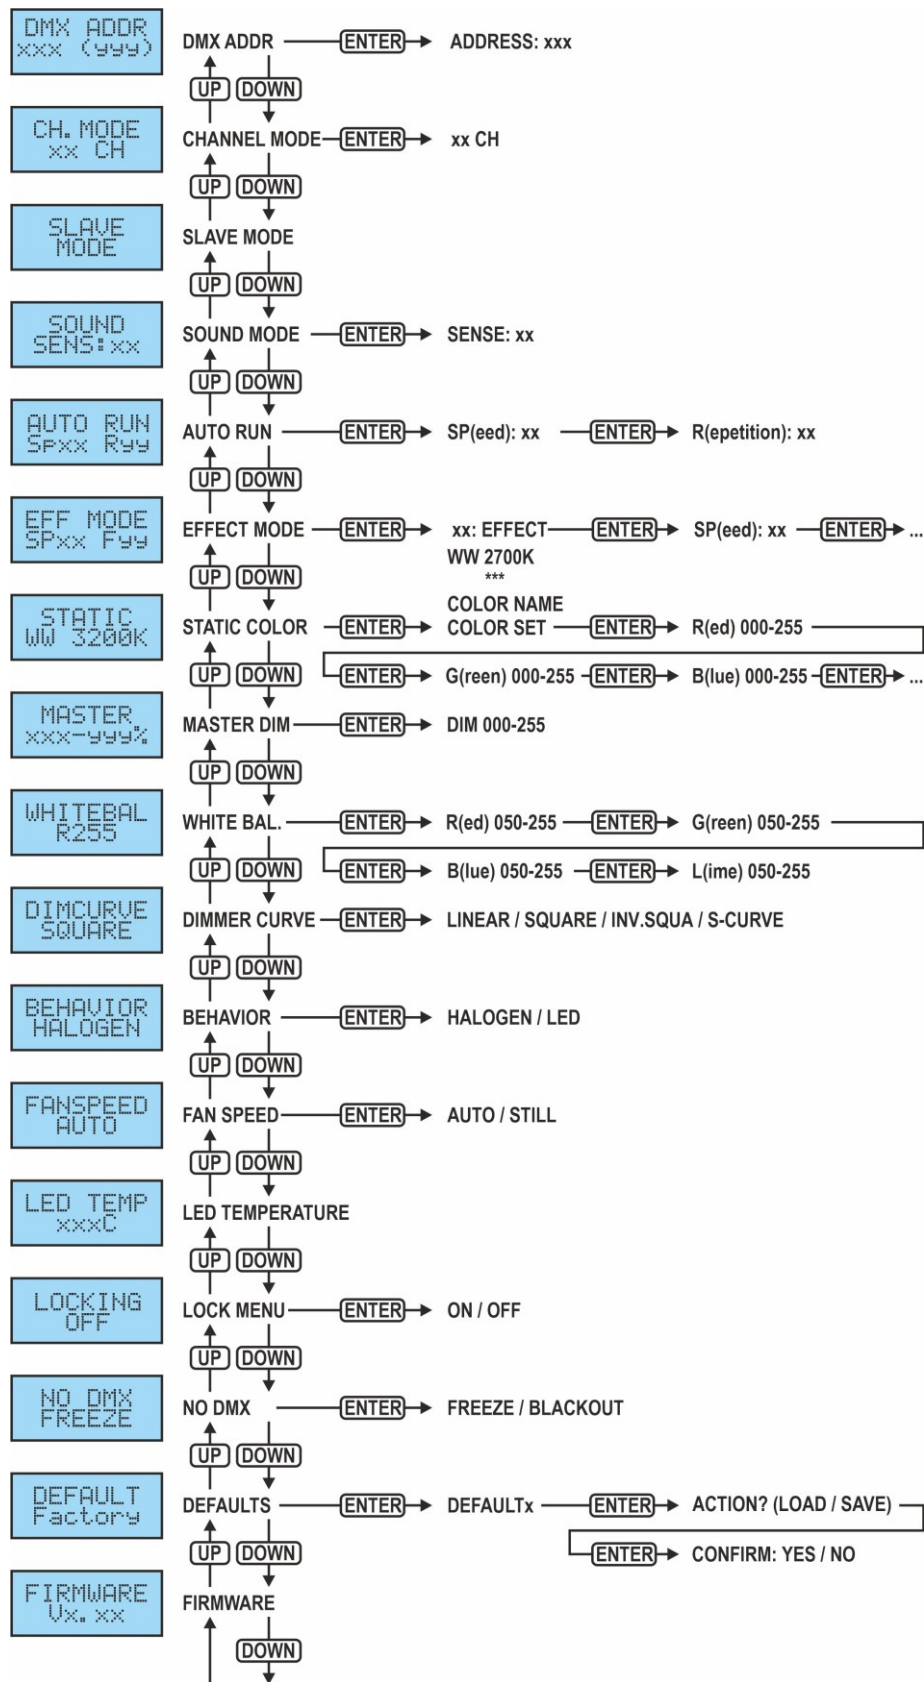 DMX ADDR
xxx (yyy)
DMX ADDR ENTER ADDRESS: xxx
UP DOWN
CH. MODE
xx CH
CHANNEL MODE ENTER xx CH
UP DOWN
SLAVE
MODE
SLAVE MODE
UP DOWN
SOUND
SENS:xx
SOUND MODE ENTER SENSE: xx
UP DOWN
AUTO RUN
SPxx Ryy
AUTO RUN ENTER SP(eed): xx ENTER R(epetition): xx
UP DOWN
EFF MODE
SPxx Fyy
EFFECT MODE ENTER xx: EFFECT ENTER SP(eed): xx ENTER ...
WW 2700K
UP DOWN ***
STATIC
WW 3200K
COLOR NAME
STATIC COLOR ENTER COLOR SET ENTER R(ed) 000-255
UP DOWN ENTER G(reen) 000-255 ENTER B(lue) 000-255 ENTER ...
MASTER
xxx-yyy%
MASTER DIM ENTER DIM 000-255
UP DOWN
WHITEBAL
R255
WHITE BAL. ENTER R(ed) 050-255 ENTER G(reen) 050-255
UP DOWN ENTER B(lue) 050-255 ENTER L(ime) 050-255
DIMCURVE
SQUARE
DIMMER CURVE ENTER LINEAR / SQUARE / INV.SQUA / S-CURVE
UP DOWN
BEHAVIOR
HALOGEN
BEHAVIOR ENTER HALOGEN / LED
UP DOWN
FANSPEED
AUTO
FAN SPEED ENTER AUTO / STILL
UP DOWN
LED TEMP
xxxC
LED TEMPERATURE
UP DOWN
LOCKING
OFF
LOCK MENU ENTER ON / OFF
UP DOWN
NO DMX
FREEZE
NO DMX ENTER FREEZE / BLACKOUT
UP DOWN
DEFAULT
Factory
DEFAULTS ENTER DEFAULTx ENTER ACTION? (LOAD / SAVE)
UP DOWN ENTER CONFIRM: YES / NO
FIRMWARE
Vx.xx
FIRMWARE
DOWN